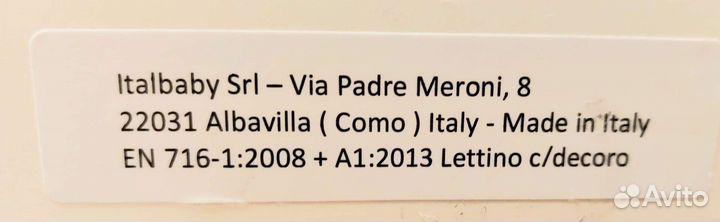 Italbaby Srl – Via Padre Meroni, 8
22031 Albavilla ( Como ) Italy - Made in Italy
EN 716-1:2008 + A1:2013 Lettino c/decoro
Avito